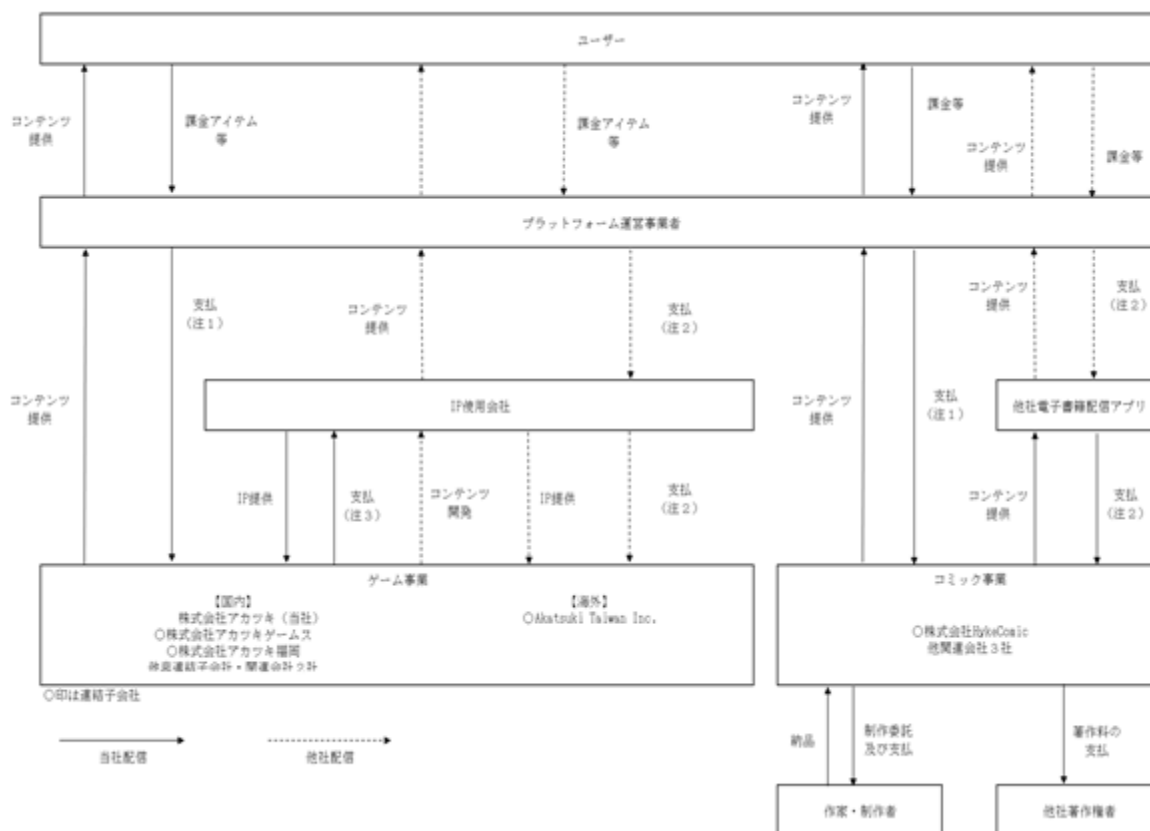 ユーザー
コンテンツ
提供
課金アイテム
等
課金アイテム
等
コンテンツ
提供
課金等
コンテンツ
提供
課金等
プラットフォーム運営事業者
支払
(注1)
コンテンツ
提供
支払
(注2)
コンテンツ
提供
支払
(注2)
IP使用会社
他社電子書籍配信アプリ
コンテンツ
提供
コンテンツ
提供
支払
(注1)
IP提供
支払
(注3)
コンテンツ
開発
IP提供
支払
(注2)
コンテンツ
提供
支払
(注2)
ゲーム事業
【国内】
株式会社アカツキ(当社)
○株式会社アカツキゲームス
○株式会社アカツキ福岡
【海外】
○Akatsuki Taiwan Inc.
コミック事業
○株式会社HykeComic
他関連会社3社
○印は連結子会社
当社配信
他社配信
納品
制作委託
及び支払
著作料の
支払
作家・制作者
他社著作権者